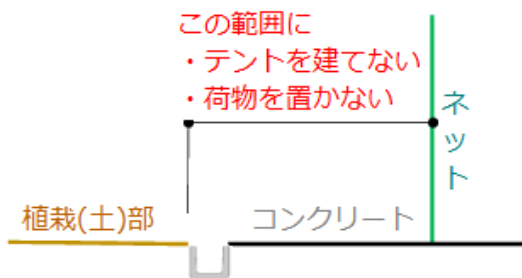 この範囲に
・テントを建てない
・荷物を置かない
ネット
植栽(土)部
コンクリート